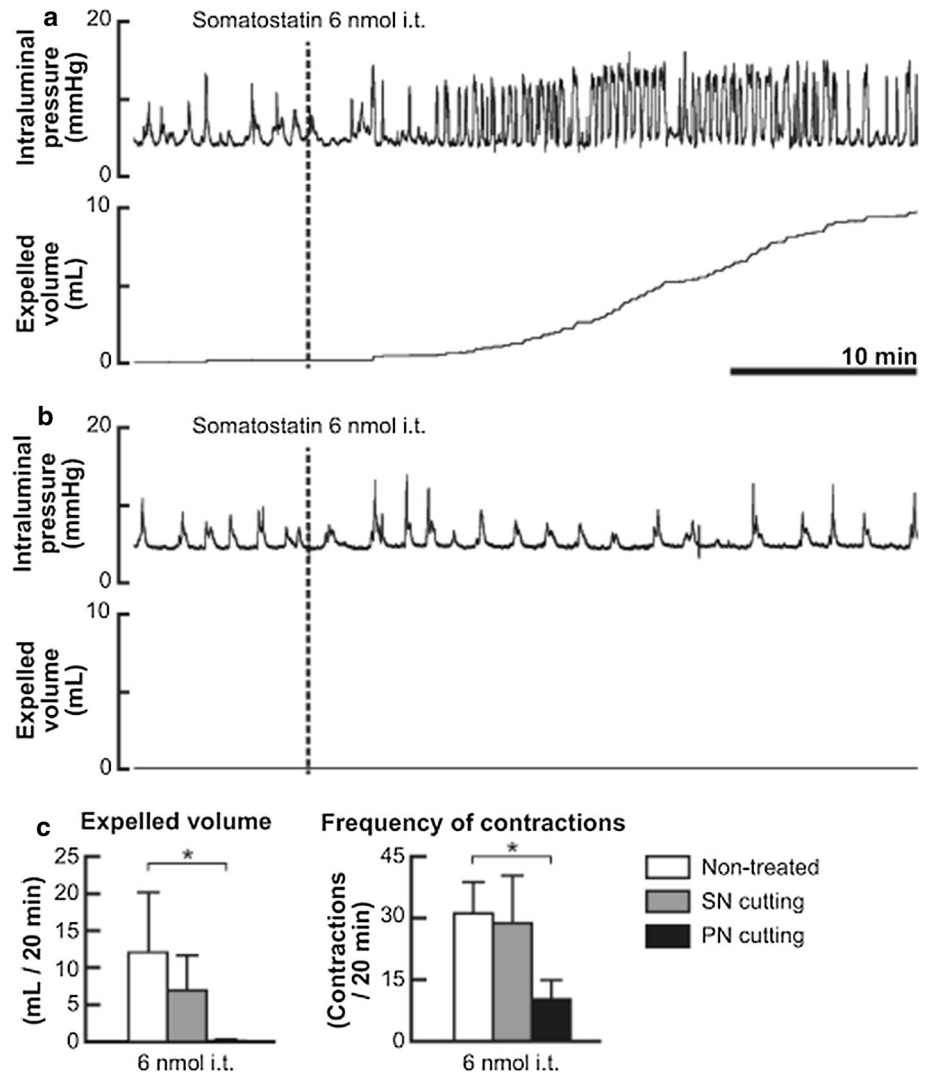 a
Somatostatin 6 nmol i.t.
Intraluminal
pressure
(mmHg)
20
0
Expelled
volume
(mL)
10
0
10 min
b
Somatostatin 6 nmol i.t.
Intraluminal
pressure
(mmHg)
20
0
Expelled
volume
(mL)
10
0
c
Expelled volume
(mL / 20 min)
25
20
15
10
5
0
*
6 nmol i.t.
Frequency of contractions
(Contractions
/ 20 min)
45
30
15
0
*
6 nmol i.t.
Non-treated
SN cutting
PN cutting